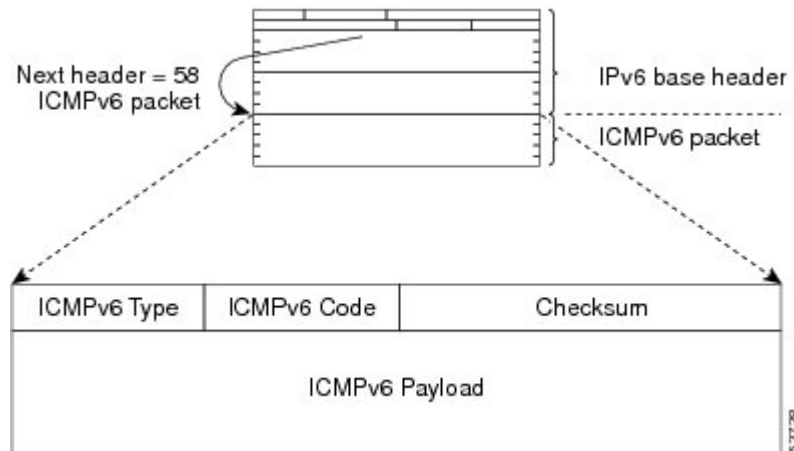 Next header = 58
ICMPv6 packet
IPv6 base header
ICMPv6 packet
ICMPv6 Type
ICMPv6 Code
Checksum
ICMPv6 Payload